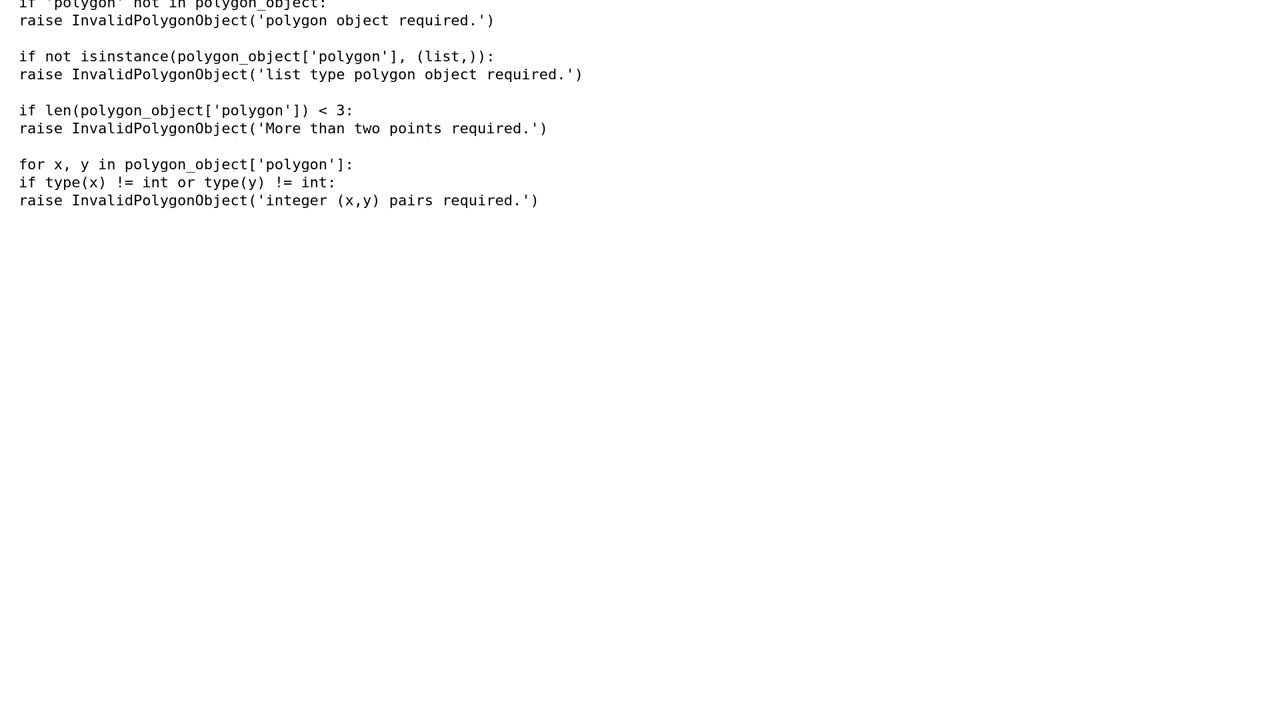 if 'polygon' not in polygon_object:
raise InvalidPolygonObject('polygon object required.')

if not isinstance(polygon_object['polygon'], (list,)):
raise InvalidPolygonObject('list type polygon object required.')

if len(polygon_object['polygon']) < 3:
raise InvalidPolygonObject('More than two points required.')

for x, y in polygon_object['polygon']:
if type(x) != int or type(y) != int:
raise InvalidPolygonObject('integer (x,y) pairs required.')